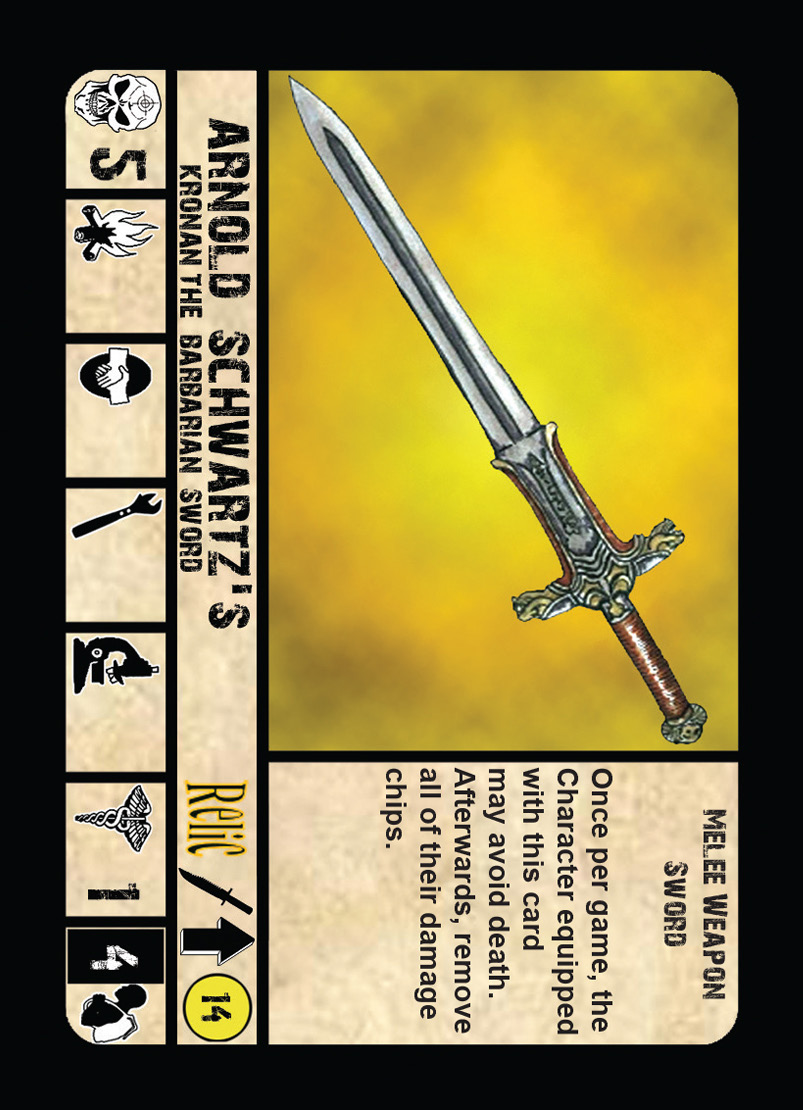 MELEE WEAPON
SWORD
Once per game, the
Character equipped
with this card
may avoid death.
Afterwards, remove
all of their damage
chips.
ARNOLD SCHWARTZ'S
KRONAN THE BARBARIAN SWORD
Relic
14
5
1
4